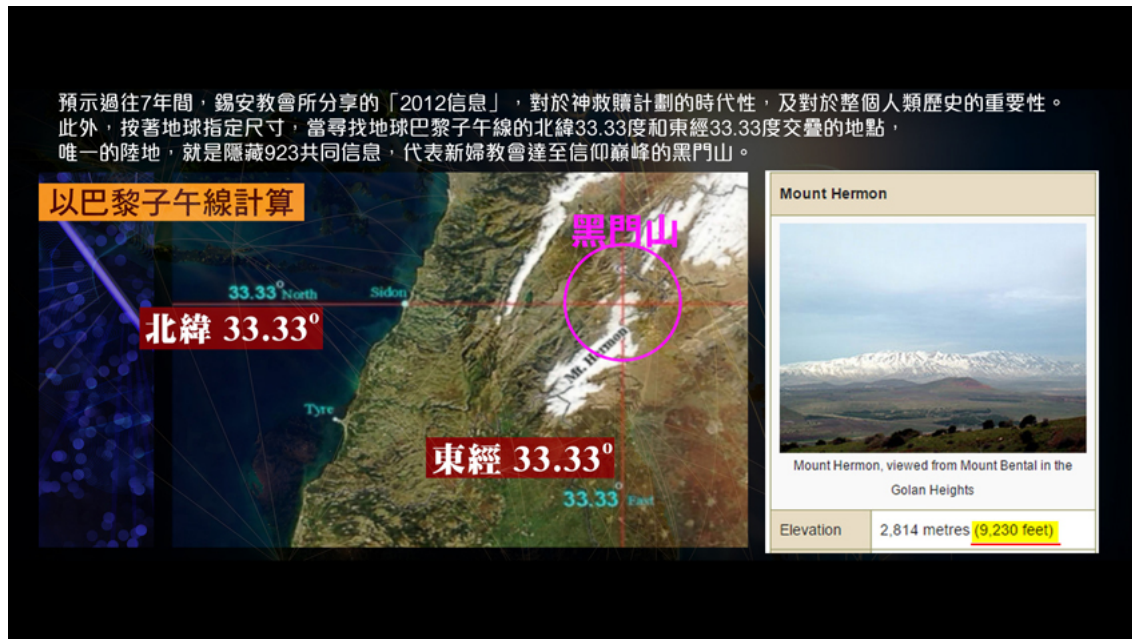 預示過往7年間，錫安教會所分享的「2012信息」，對於神救贖計劃的時代性，及對於整個人類歷史的重要性。
此外，按著地球指定尺寸，當尋找地球巴黎子午線的北緯33.33度和東經33.33度交疊的地點，
唯一的陸地，就是隱藏923共同信息，代表新婦教會達至信仰巔峰的黑門山。
以巴黎子午線計算
黑門山
33.33° North
Sidon
北緯 33.33°
Mt. Hermon
Tyre
東經 33.33°
33.33° East
Mount Hermon
Mount Hermon, viewed from Mount Bental in the
Golan Heights
Elevation 2,814 metres (9,230 feet)